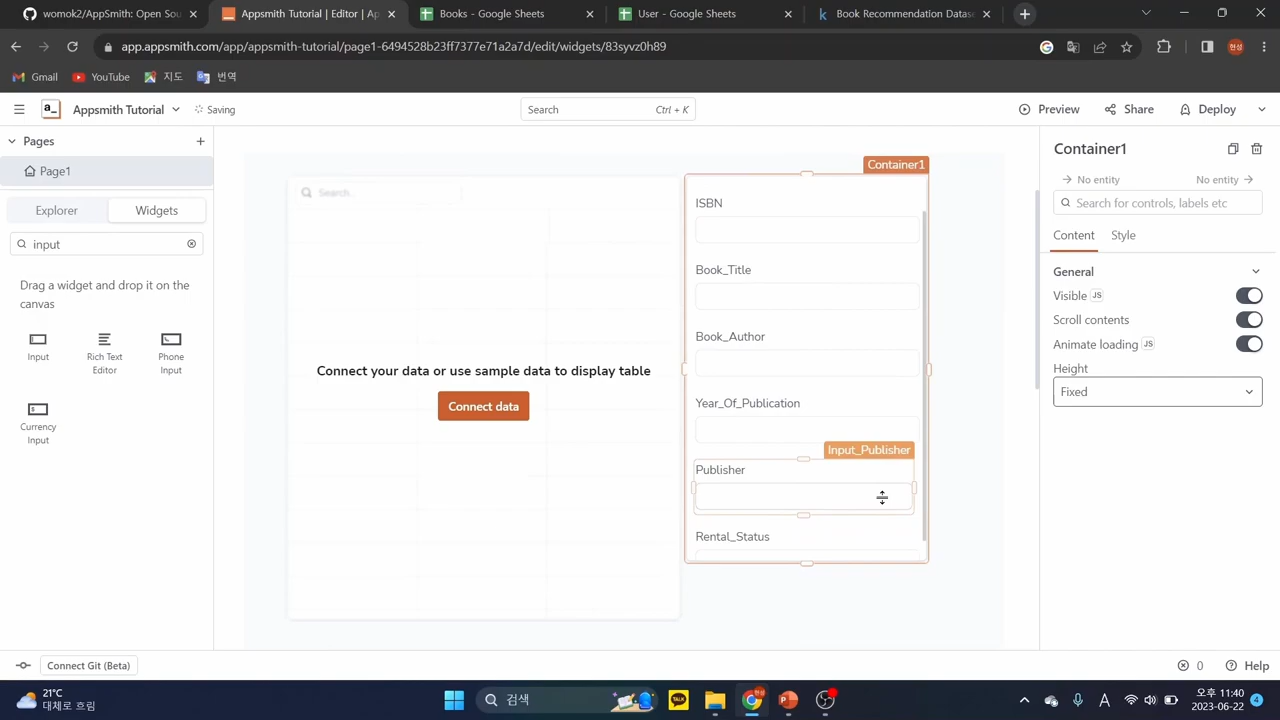 womok2/Appsmith: Open Sou
Appsmith Tutorial | Editor | Ap
Books - Google Sheets
User - Google Sheets
Book Recommendation Datase
app.appsmith.com/app/appsmith-tutorial/page1-6494528b23ff7377e71a2a7d/edit/widgets/83syvz0h89
현성
Gmail
YouTube
지도
번역
a_
Appsmith Tutorial
Saving
Search
Ctrl + K
Preview
Share
Deploy
Pages
Page1
Explorer
Widgets
input
Drag a widget and drop it on the
canvas
Input
Rich Text
Editor
Phone
Input
Currency
Input
Search...
Connect your data or use sample data to display table
Connect data
Container1
ISBN
Book_Title
Book_Author
Year_Of_Publication
Input_Publisher
Publisher
Rental_Status
Container1
No entity
No entity
Search for controls, labels etc
Content
Style
General
Visible
JS
Scroll contents
Animate loading
JS
Height
Fixed
Connect Git (Beta)
0
Help
21°C
대체로 흐림
검색
TALK
A
오후 11:40
2023-06-22